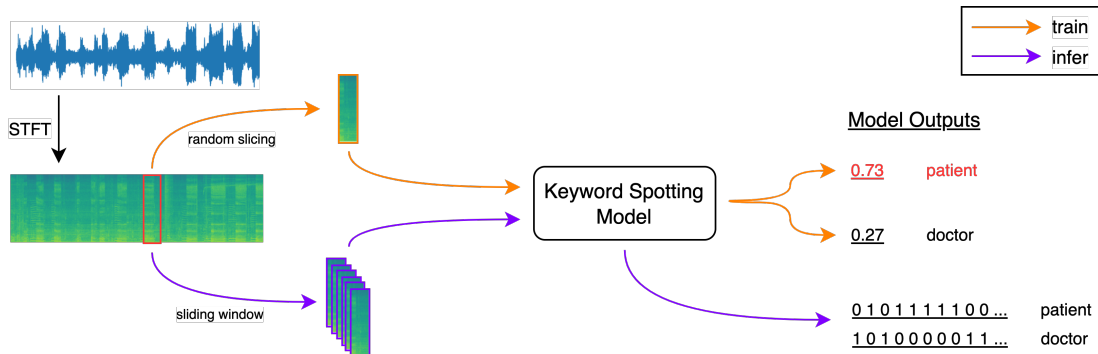 train
infer
STFT
random slicing
Model Outputs
0.73 patient
Keyword Spotting
Model
0.27 doctor
sliding window
0 1 0 1 1 1 1 1 0 0 ... patient
1 0 1 0 0 0 0 0 1 1 ... doctor